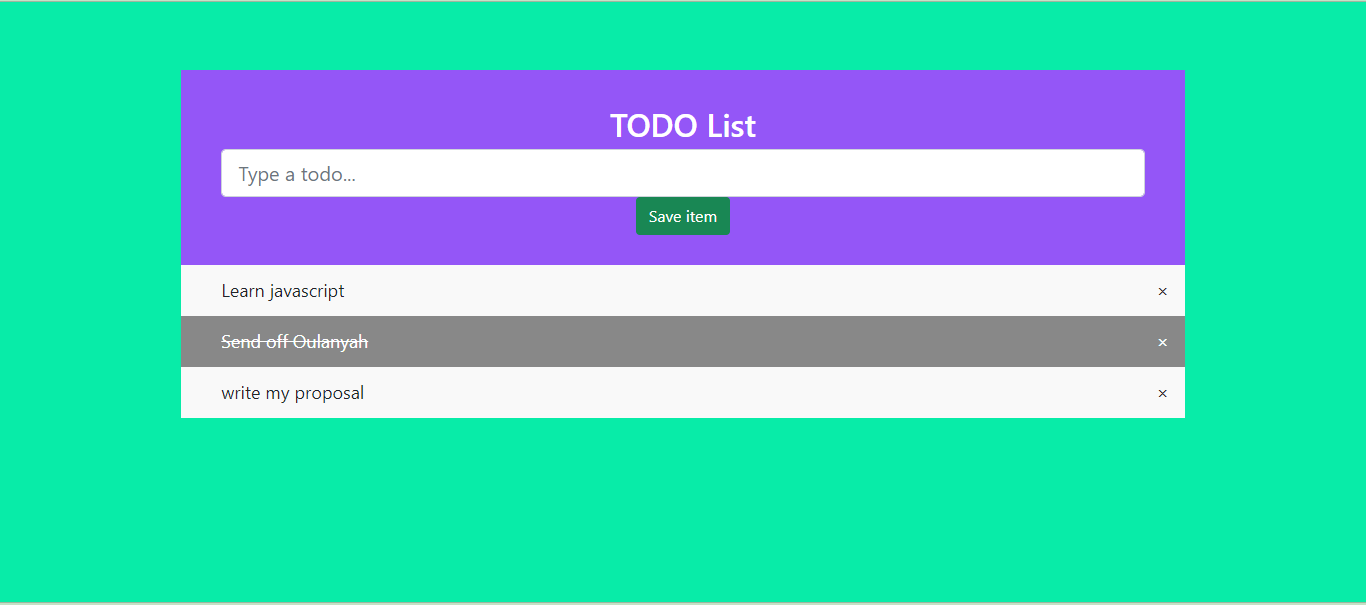 TODO List
Type a todo...
Save item
Learn javascript ×
Send off Oulanyah ×
write my proposal ×